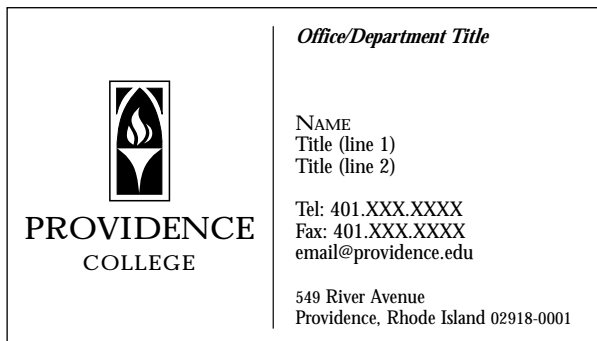 PROVIDENCE
COLLEGE
Office/Department Title
NAME
Title (line 1)
Title (line 2)
Tel: 401.XXX.XXXX
Fax: 401.XXX.XXXX
email@providence.edu
549 River Avenue
Providence, Rhode Island 02918-0001